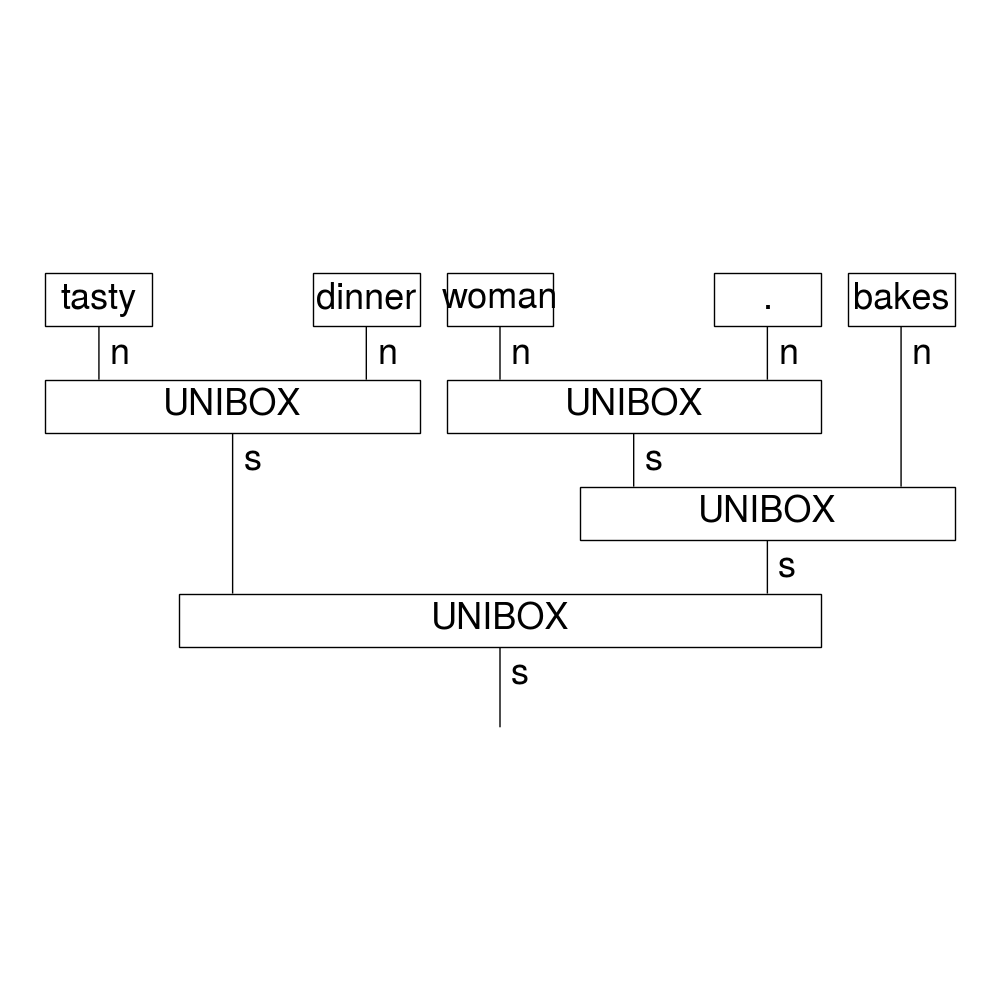 tasty dinner woman . bakes
n n n n n
UNIBOX UNIBOX
s s
UNIBOX
s
UNIBOX
s